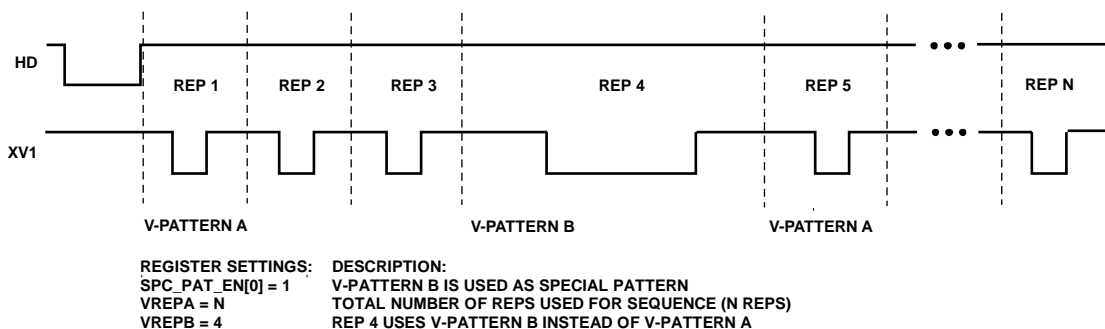 HD
REP 1 REP 2 REP 3 REP 4 REP 5 ••• REP N
XV1 •••
V-PATTERN A V-PATTERN B V-PATTERN A
REGISTER SETTINGS: DESCRIPTION:
SPC_PAT_EN[0] = 1 V-PATTERN B IS USED AS SPECIAL PATTERN
VREPA = N TOTAL NUMBER OF REPS USED FOR SEQUENCE (N REPS)
VREPB = 4 REP 4 USES V-PATTERN B INSTEAD OF V-PATTERN A